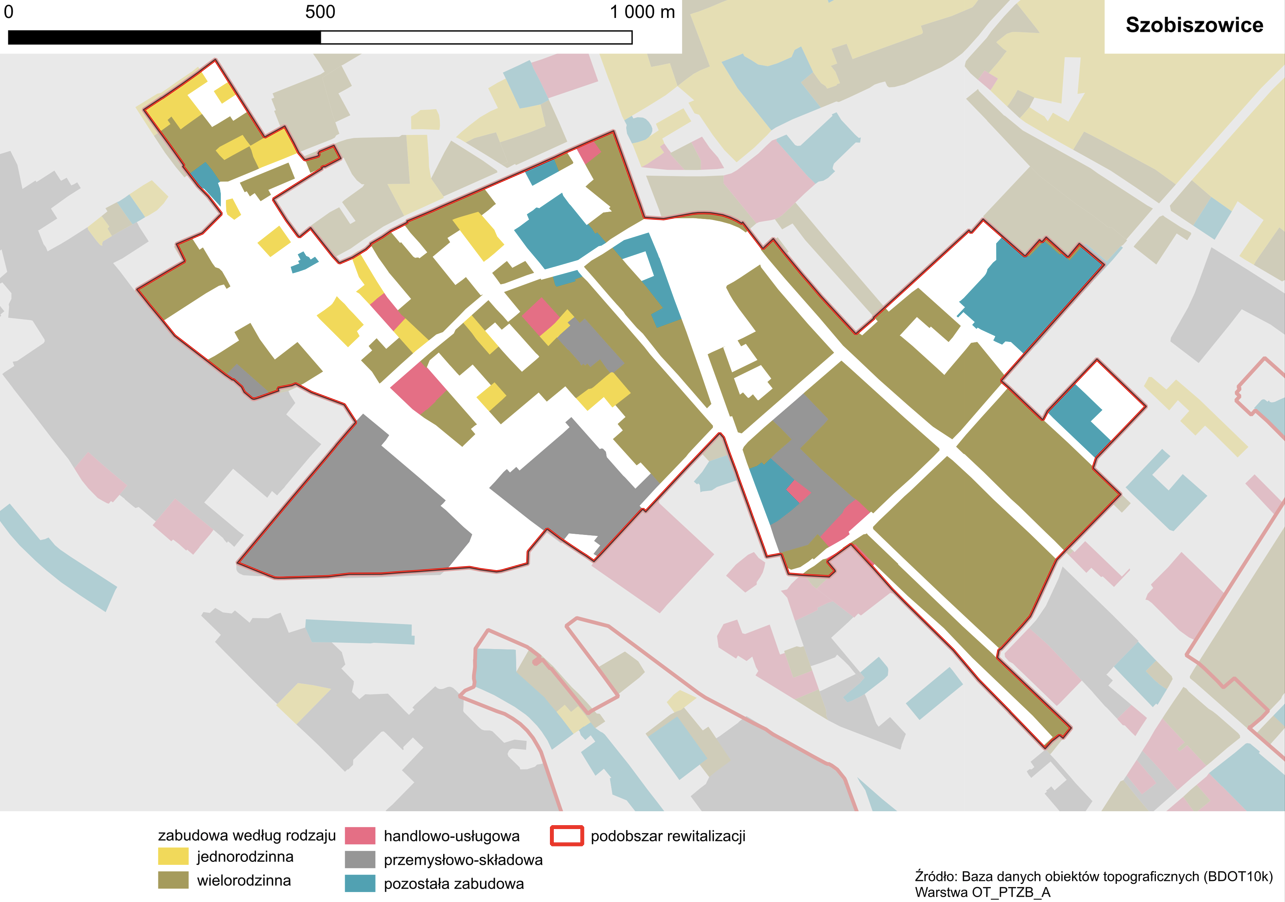 0 500 1 000 m
Szobiszowice
zabudowa według rodzaju
jednorodzinna
wielorodzinna
handlowo-usługowa
przemysłowo-składowa
pozostała zabudowa
podobszar rewitalizacji
Źródło: Baza danych obiektów topograficznych (BDOT10k)
Warstwa OT_PTZB_A